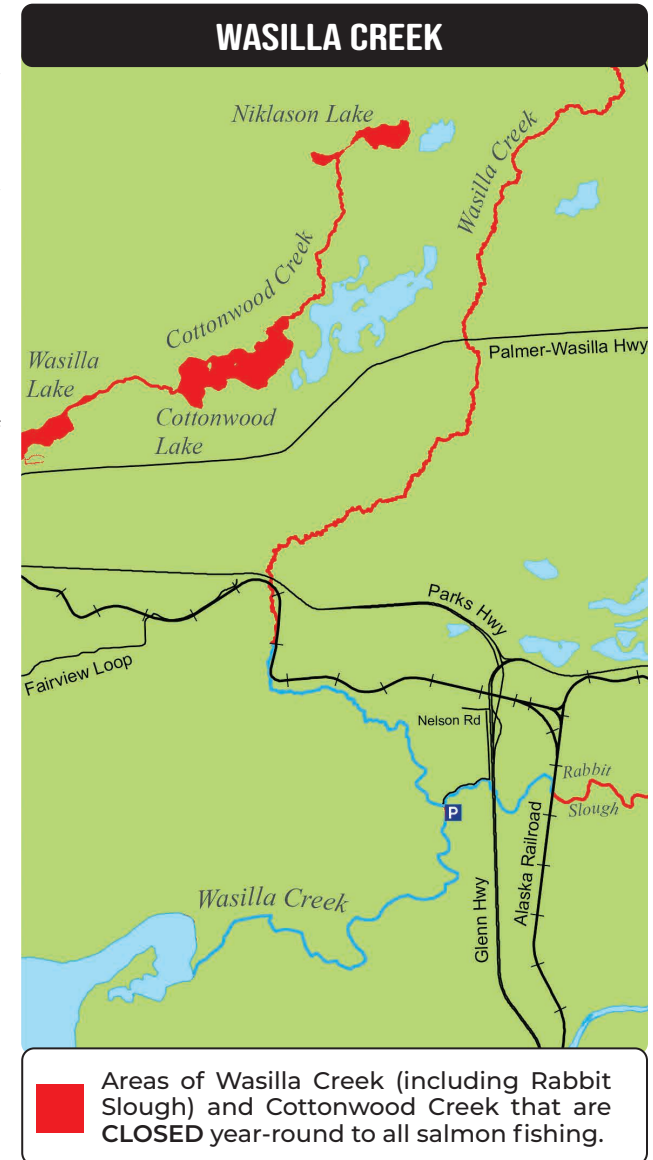 WASILLA CREEK
Niklason Lake
Wasilla Creek
Cottonwood Creek
Palmer-Wasilla Hwy
Wasilla
Lake
Cottonwood
Lake
Parks Hwy
Fairview Loop
Nelson Rd
Rabbit
Slough
P
Alaska Railroad
Glenn Hwy
Wasilla Creek
Areas of Wasilla Creek (including Rabbit
Slough) and Cottonwood Creek that are
CLOSED year-round to all salmon fishing.